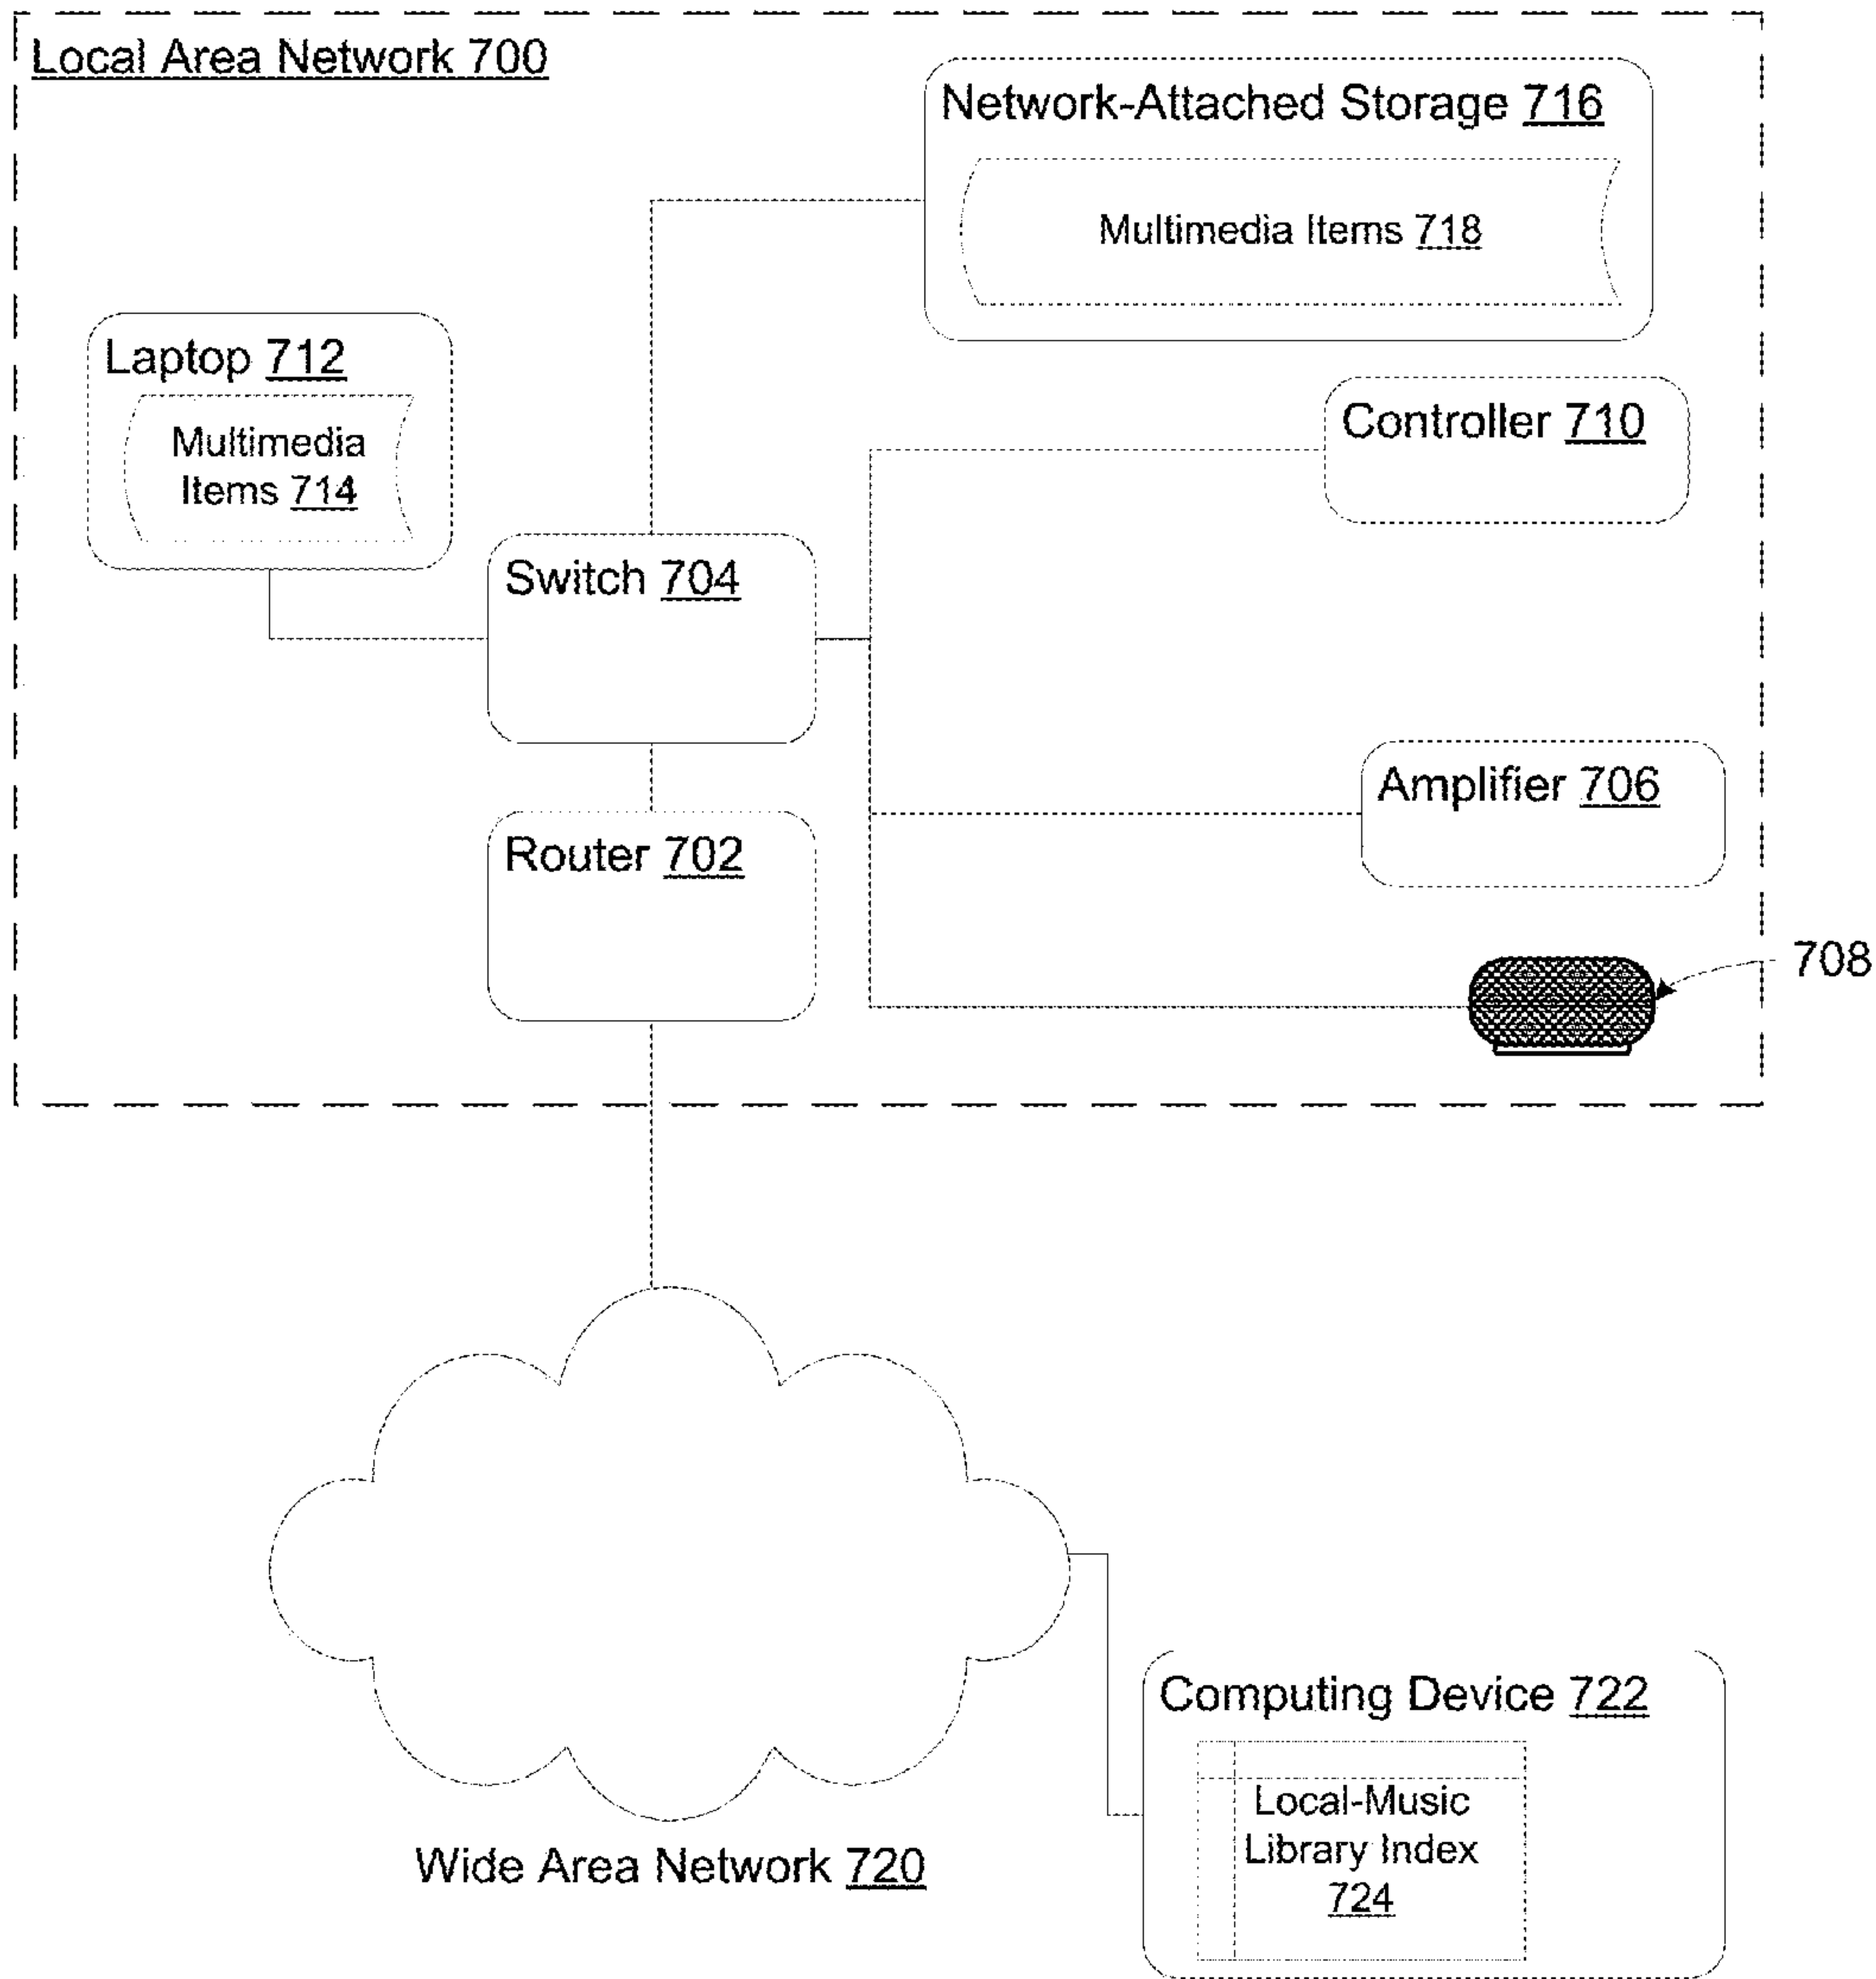 Local Area Network 700
Network-Attached Storage 716
Multimedia Items 718
Laptop 712
Multimedia
Items 714
Controller 710
Switch 704
Amplifier 706
Router 702
708
Computing Device 722
Local-Music
Library Index
724
Wide Area Network 720